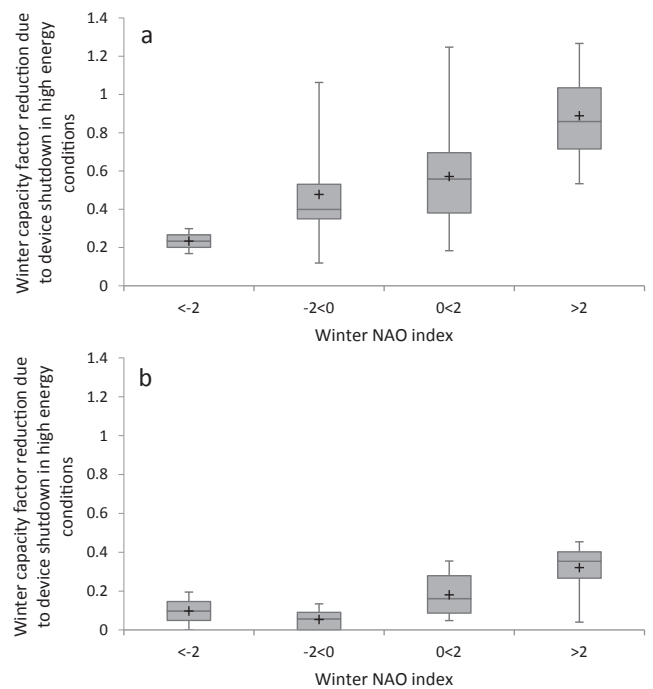 a
Winter capacity factor reduction due
to device shutdown in high energy
conditions
1.4
1.2
1
0.8
0.6
0.4
0.2
0
<-2
-2<0
0<2
>2
Winter NAO index
b
Winter capacity factor reduction due
to device shutdown in high energy
conditions
1.4
1.2
1
0.8
0.6
0.4
0.2
0
<-2
-2<0
0<2
>2
Winter NAO index